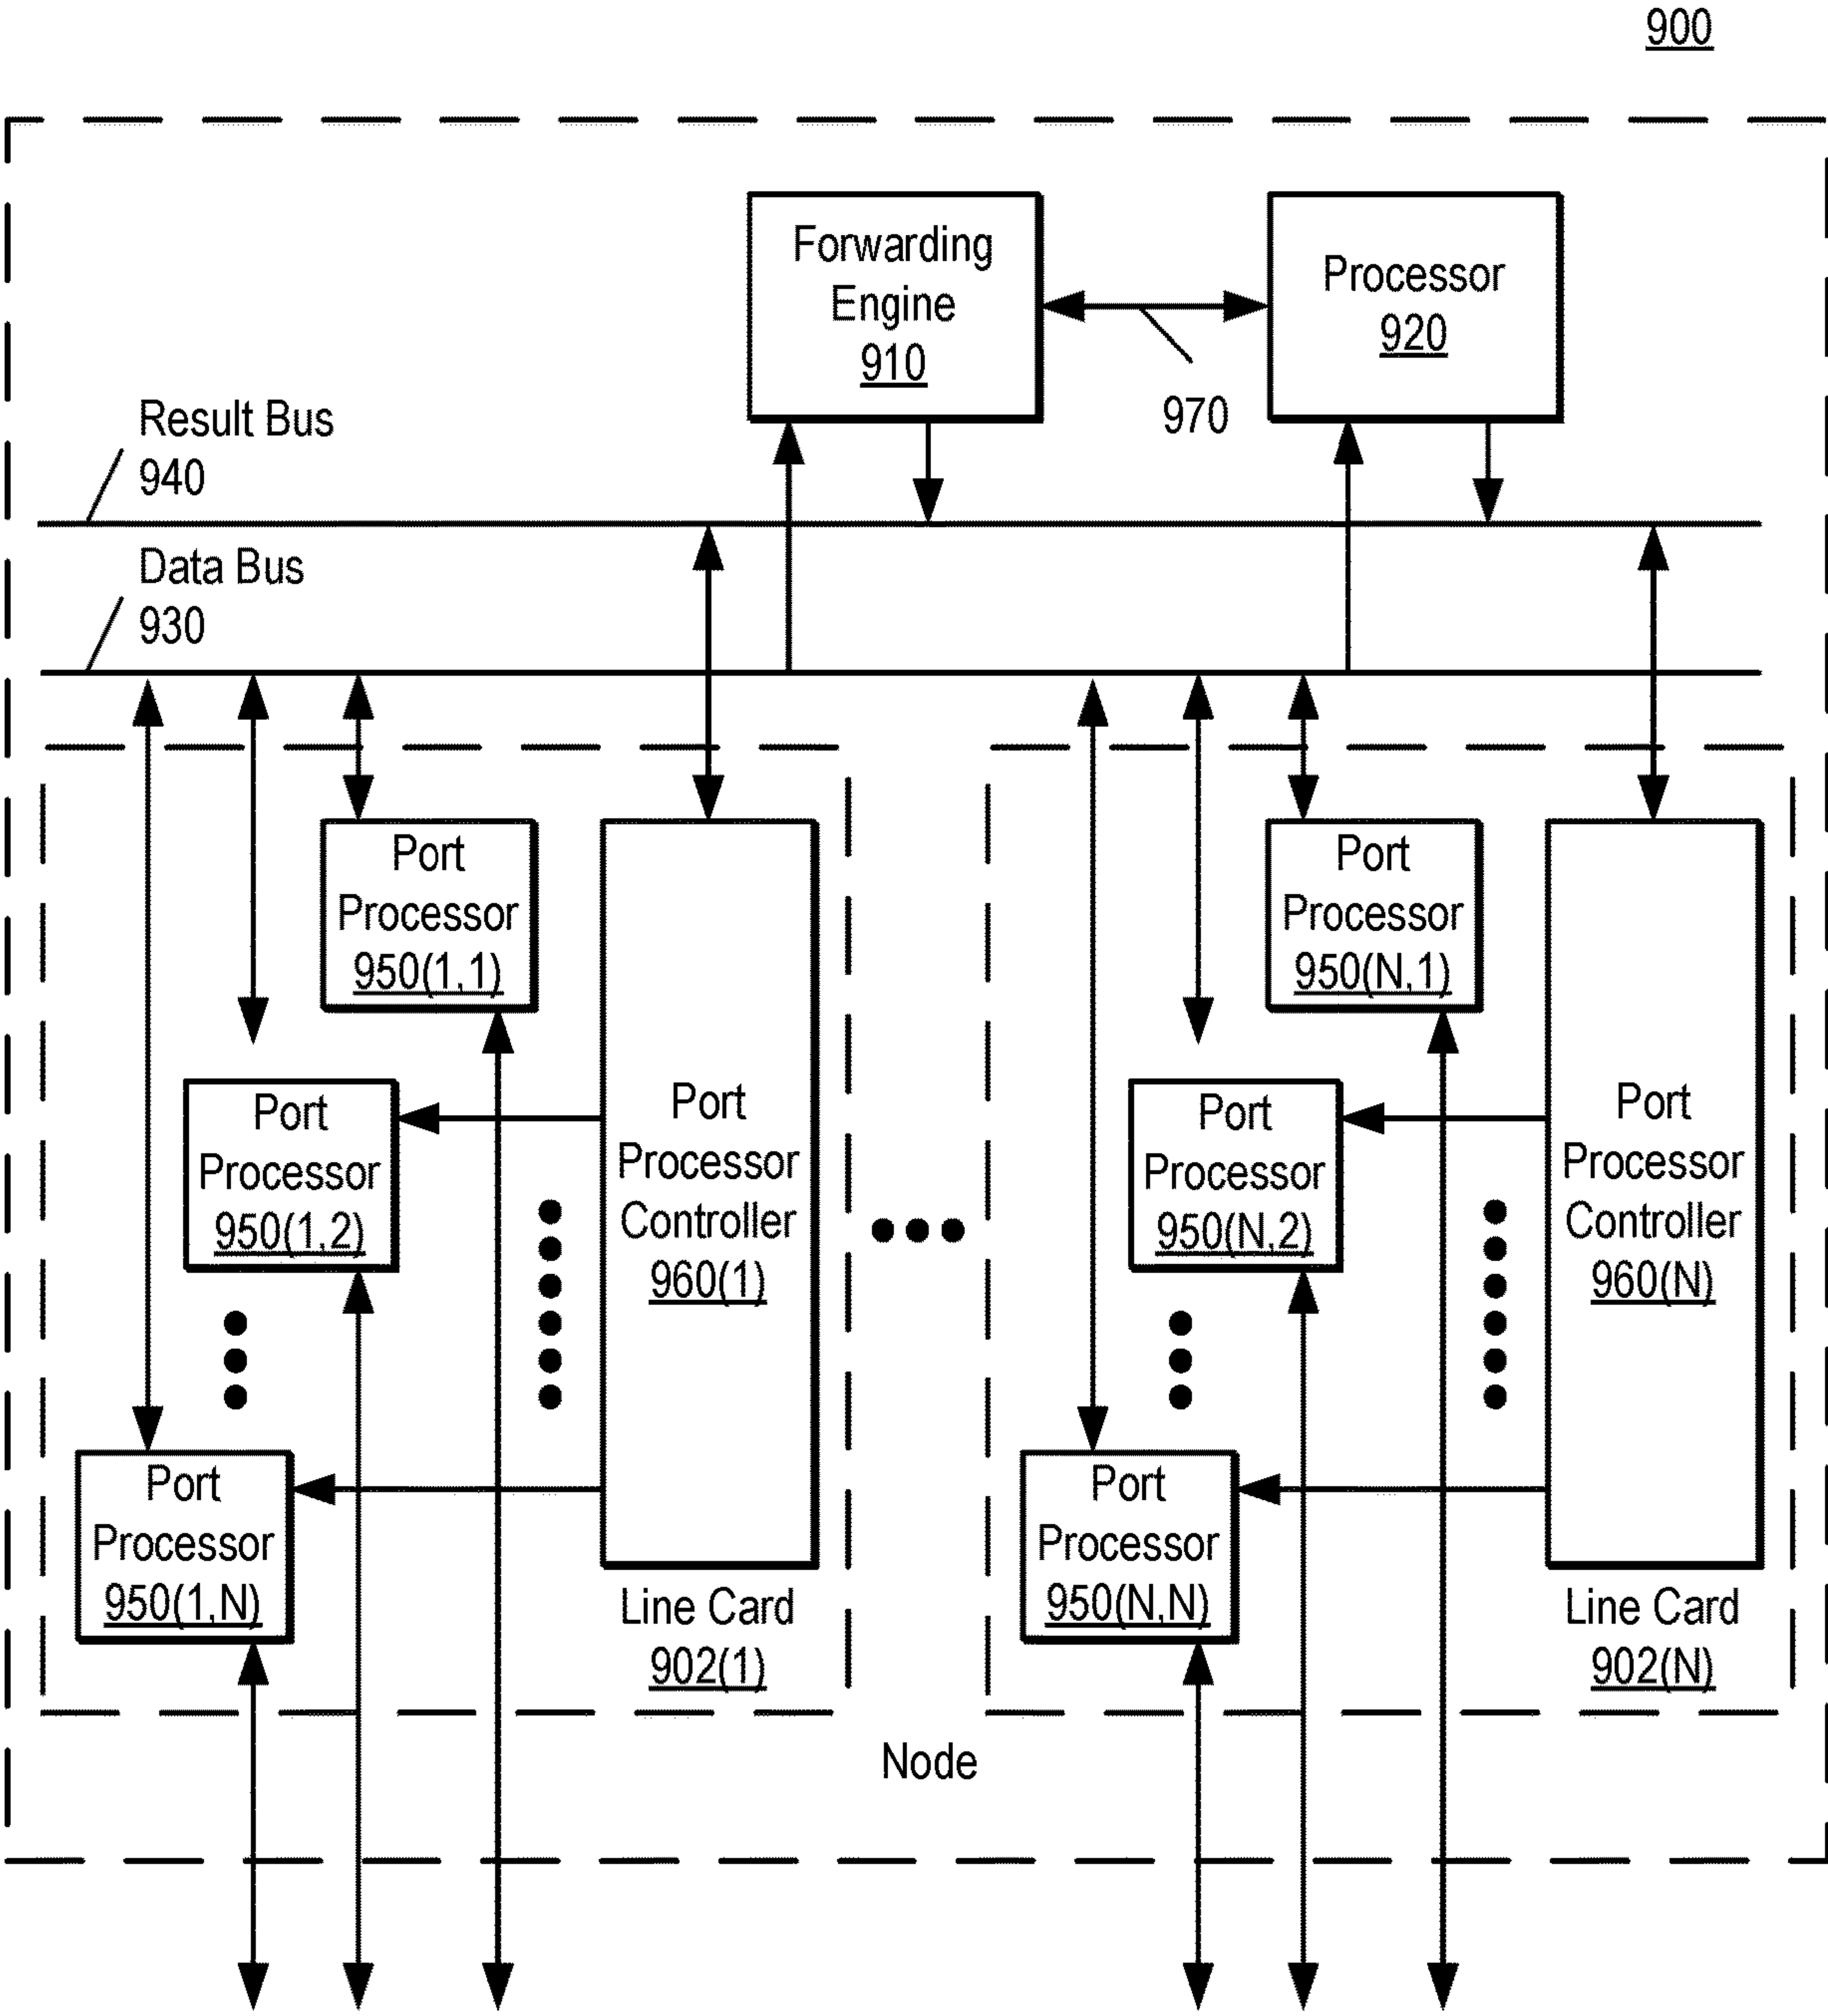 900
Forwarding
Engine
910
Processor
920
970
Result Bus
940
Data Bus
930
Port
Processor
950(1,1)
Port
Processor
950(1,2)
Port
Processor
950(1,N)
Port
Processor
Controller
960(1)
Line Card
902(1)
Port
Processor
950(N,1)
Port
Processor
950(N,2)
Port
Processor
950(N,N)
Port
Processor
Controller
960(N)
Line Card
902(N)
Node